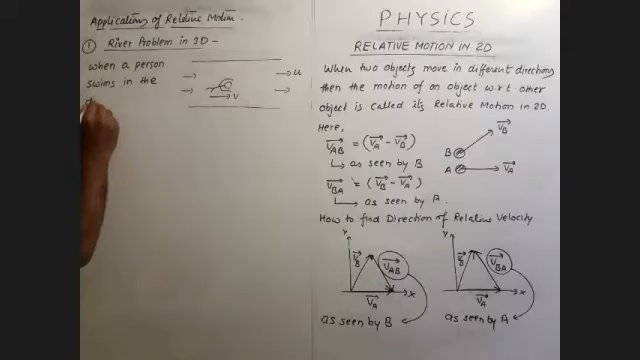 Applications of Relative Motion
① River Problem in 1D -
when a person
swims in the
d
→ u
v
PHYSICS
RELATIVE MOTION IN 2D
When two objects move in different directions
then the motion of an object w.r.t. other
object is called its Relative Motion in 2D.
Here,
V_AB = (V_A - V_B)
↳ as seen by B
V_BA = (V_B - V_A)
↳ as seen by A.
B V_B
A V_A
How to find Direction of Relative Velocity
Y V_B V_AB X V_A
as seen by B
Y V_B V_BA X V_A
as seen by A